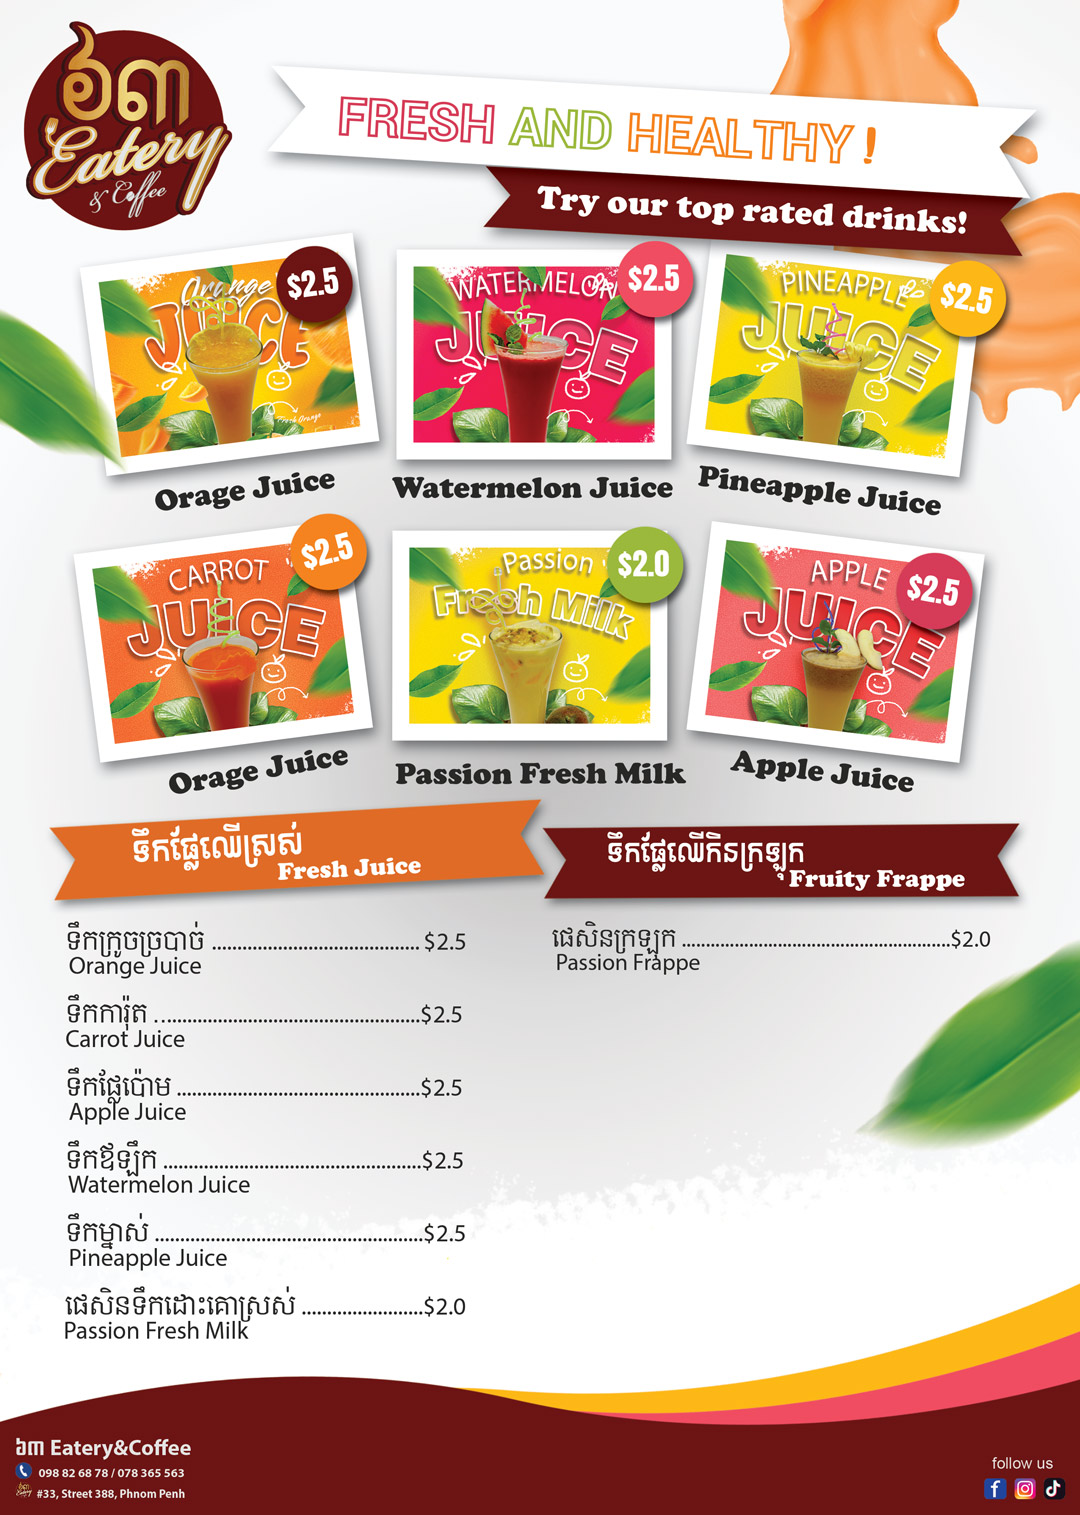 ៦៣
Eatery
& Coffee
FRESH AND HEALTHY !
Try our top rated drinks!
Orange
JUICE
Fresh Orange
$2.5
WATERMELON
JUICE
$2.5
PINEAPPLE
JUICE
$2.5
Orage Juice
Watermelon Juice
Pineapple Juice
CARROT
JUICE
$2.5
Passion
Fresh Milk
$2.0
APPLE
JUICE
$2.5
Orage Juice
Passion Fresh Milk
Apple Juice
ទឹកផ្លែឈើស្រស់
Fresh Juice
ទឹកក្រូចច្របាច់ ........................................ $2.5
Orange Juice
ទឹកការ៉ុត ...................................................$2.5
Carrot Juice
ទឹកផ្លែប៉ោម ...............................................$2.5
Apple Juice
ទឹកឪឡឹក ..................................................$2.5
Watermelon Juice
ទឹកម្នាស់ ....................................................$2.5
Pineapple Juice
ផេសិនទឹកដោះគោស្រស់ ........................$2.0
Passion Fresh Milk
ទឹកផ្លែឈើកិនក្រឡុក
Fruity Frappe
ផេសិនក្រឡុក ....................................................$2.0
Passion Frappe
៦៣ Eatery&Coffee
098 82 68 78 / 078 365 563
#33, Street 388, Phnom Penh
follow us